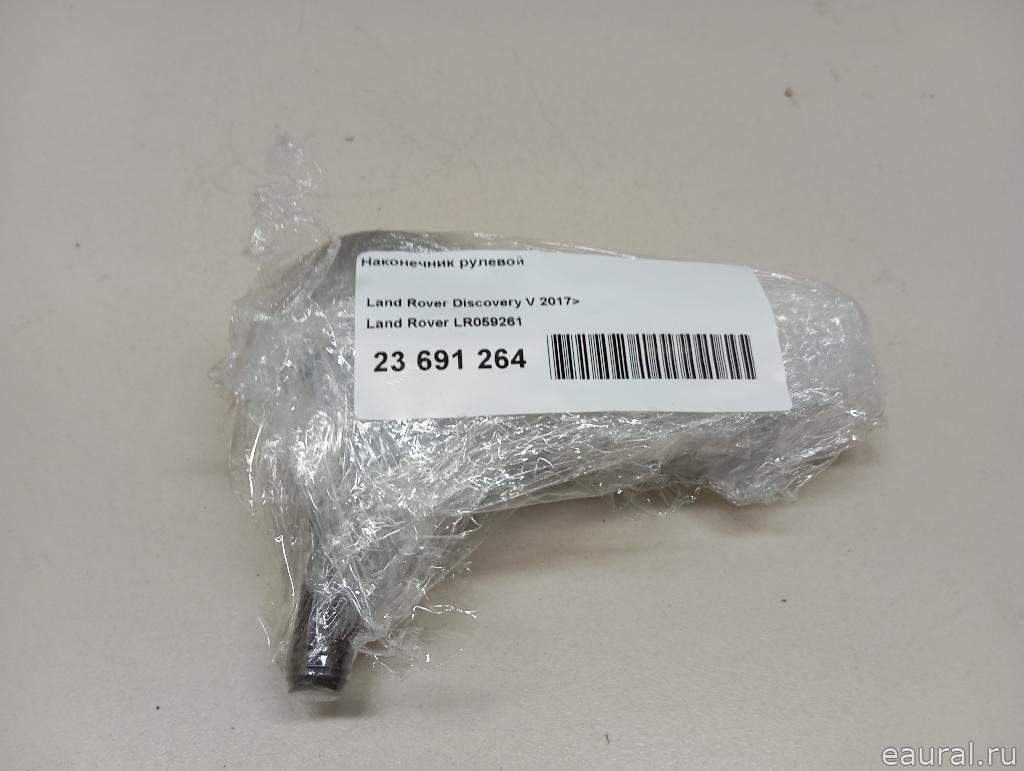 Наконечник рулевой
Land Rover Discovery V 2017>
Land Rover LR059261
23 691 264
eaural.ru